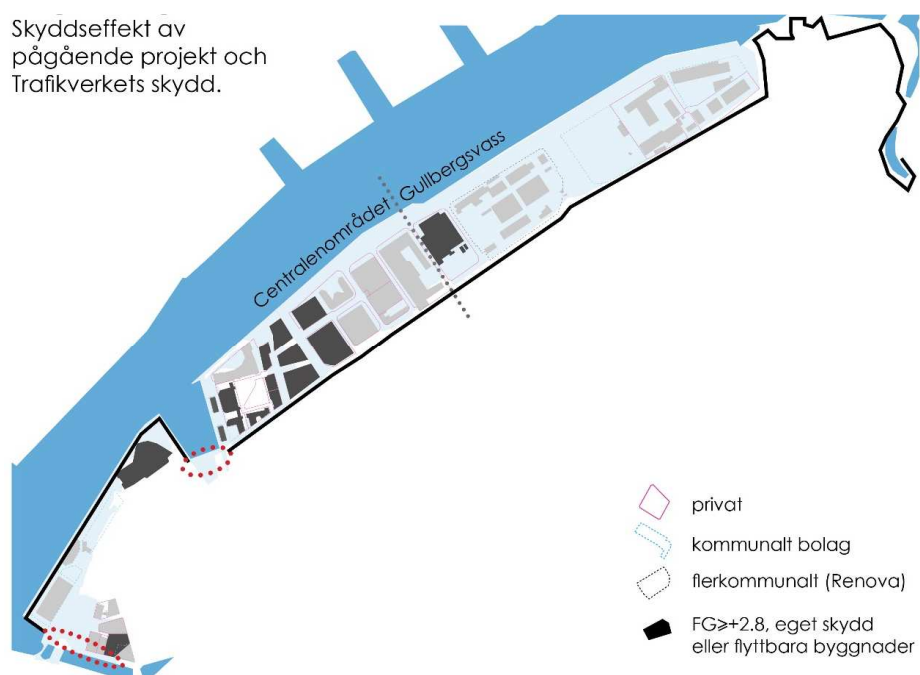 Skyddseffekt av
pågående projekt och
Trafikverkets skydd.
Centralenområdet
Gullbergsvass
privat
kommunalt bolag
flerkommunalt (Renova)
FG≥+2.8, eget skydd
eller flyttbara byggnader